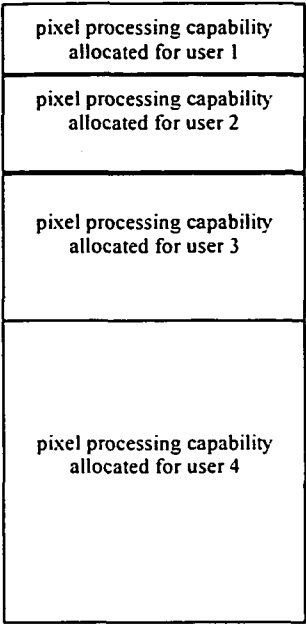 pixel processing capability
allocated for user 1
pixel processing capability
allocated for user 2
pixel processing capability
allocated for user 3
pixel processing capability
allocated for user 4